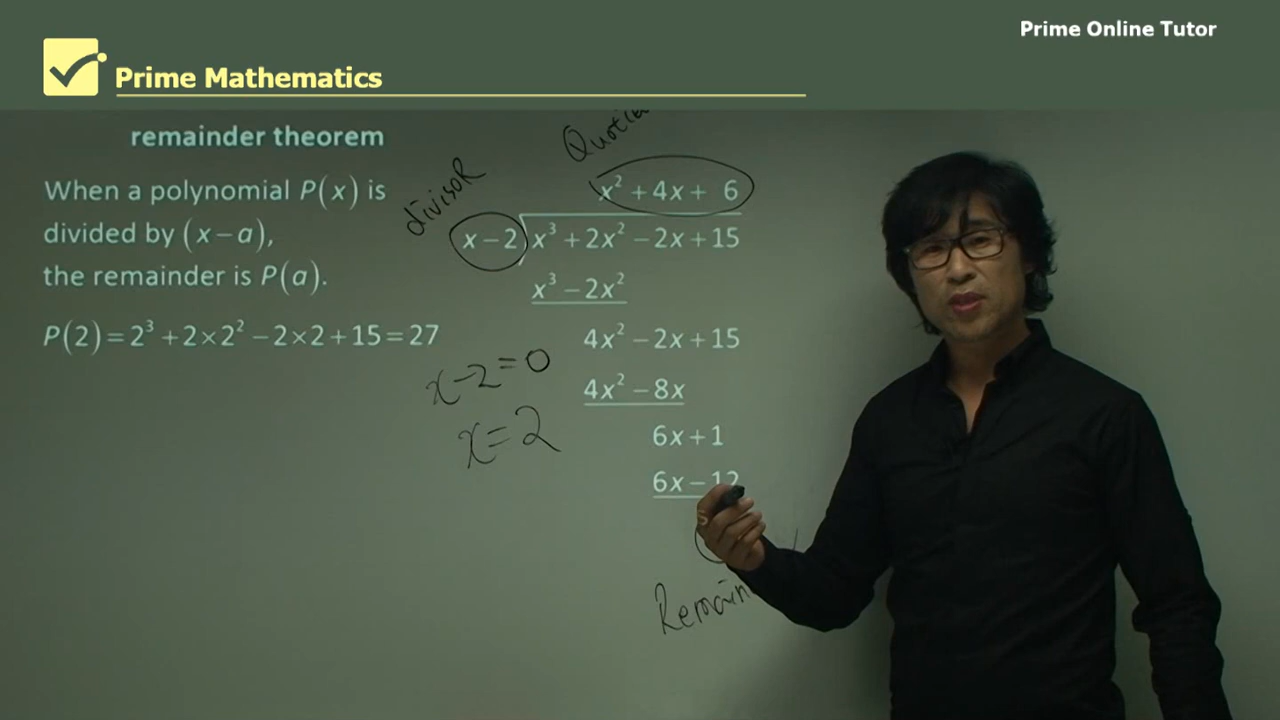 Prime Online Tutor
Prime Mathematics
remainder theorem
When a polynomial P(x) is
divided by (x−a),
the remainder is P(a).
P(2)=2³+2×2²−2×2+15=27
divisoR
x²+4x+ 6
x−2)x³+2x²−2x+15
x³−2x²
4x²−2x+15
4x²−8x
6x+1
6x−12
x-2=0
x=2